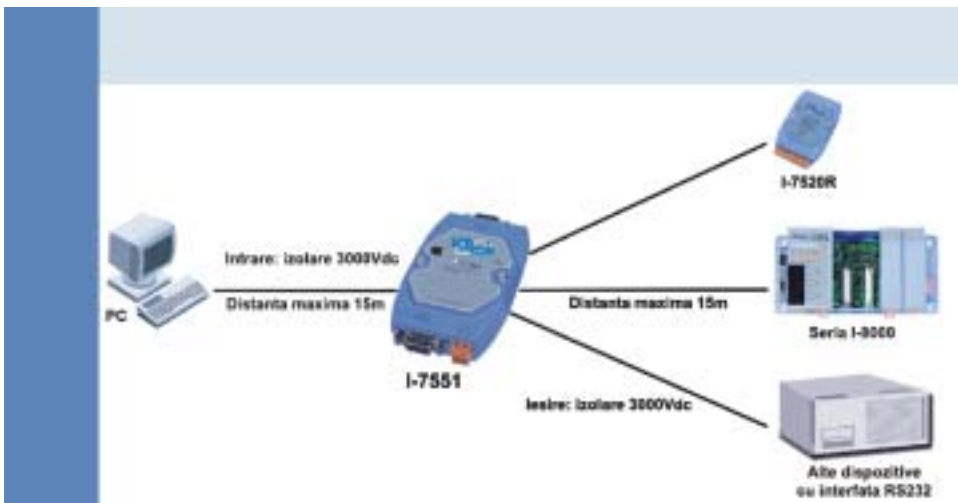 I-7520R
Intrare: izolare 3000Vdc
Distanta maxima 15m
PC
Distanta maxima 15m
Seria I-8000
I-7551
Iesire: izolare 3000Vdc
Alte dispozitive
cu interfata RS232